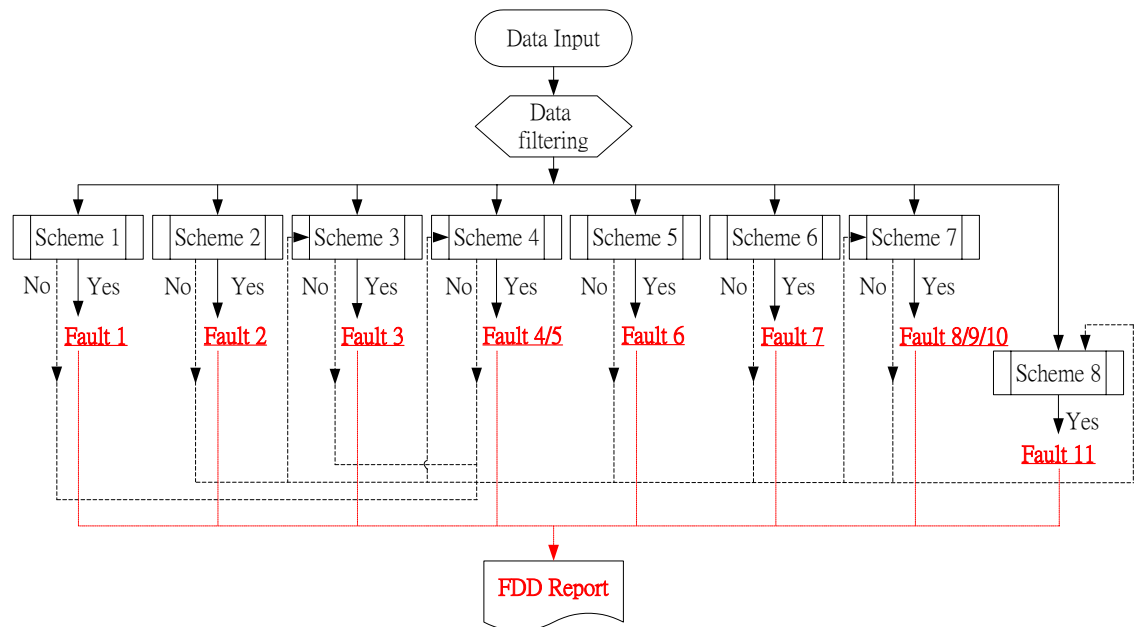 Data Input
Data
filtering
Scheme 1
Scheme 2
Scheme 3
Scheme 4
Scheme 5
Scheme 6
Scheme 7
No
Yes
No
Yes
No
Yes
No
Yes
No
Yes
No
Yes
No
Yes
Fault 1
Fault 2
Fault 3
Fault 4/5
Fault 6
Fault 7
Fault 8/9/10
Scheme 8
Yes
Fault 11
FDD Report